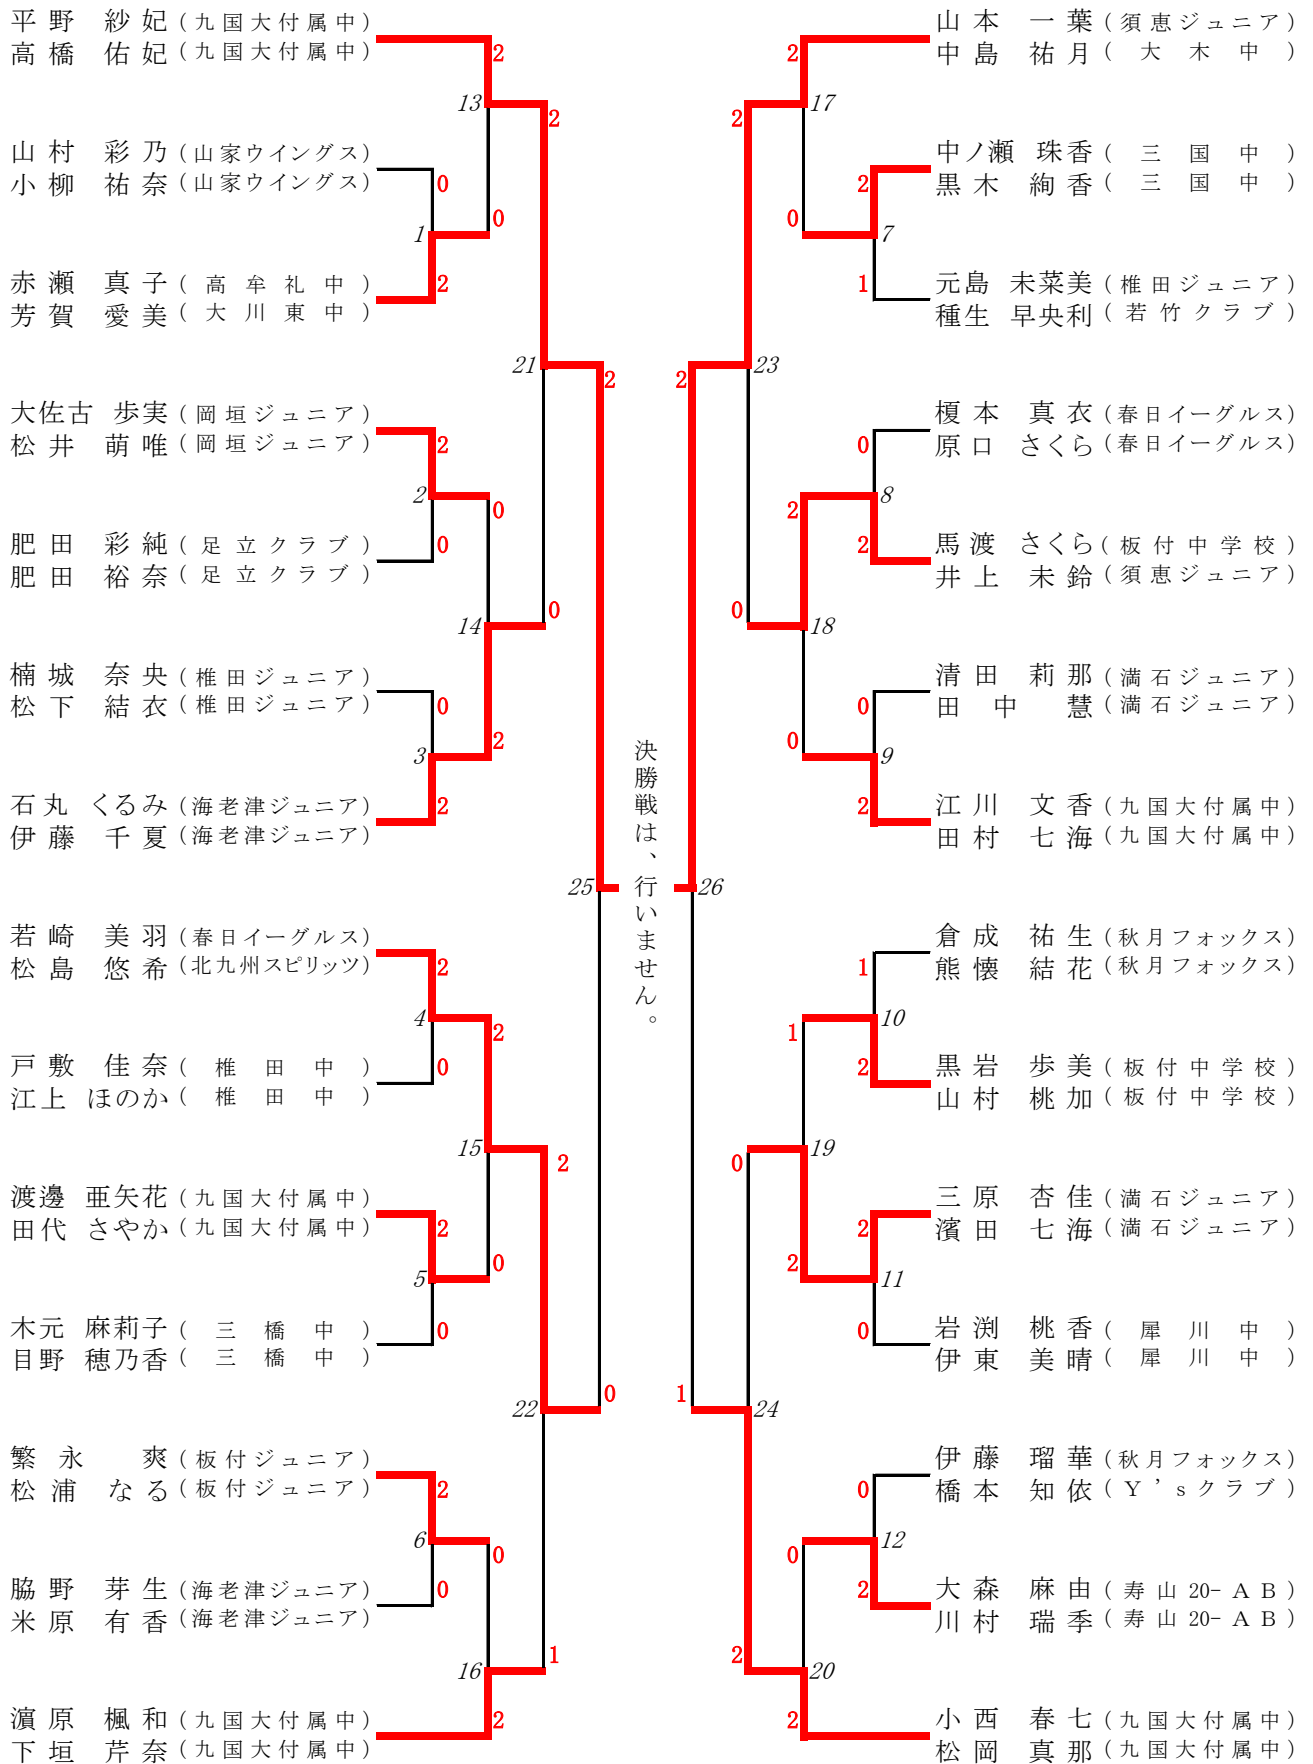 平野 紗妃(九国大付属中)
高橋 佑妃(九国大付属中)
2
13
2
山村 彩乃(山家ウイングス)
小柳 祐奈(山家ウイングス)
0
0
1
赤瀬 真子(高牟礼中)
芳賀 愛美(大川東中)
2
21
2
大佐古 歩実(岡垣ジュニア)
松井 萌唯(岡垣ジュニア)
2
2
0
肥田 彩純(足立クラブ)
肥田 裕奈(足立クラブ)
0
14
0
楠城 奈央(椎田ジュニア)
松下 結衣(椎田ジュニア)
0
3
2
石丸 くるみ(海老津ジュニア)
伊藤 千夏(海老津ジュニア)
2
25
若崎 美羽(春日イーグルス)
松島 悠希(北九州スピリッツ)
2
4
2
戸敷 佳奈(椎田中)
江上 ほのか(椎田中)
0
15
2
渡邊 亜矢花(九国大付属中)
田代 さやか(九国大付属中)
2
5
0
木元 麻莉子(三橋中)
目野 穂乃香(三橋中)
0
22
0
繁永 爽(板付ジュニア)
松浦 なる(板付ジュニア)
2
6
0
脇野 芽生(海老津ジュニア)
米原 有香(海老津ジュニア)
0
16
1
濵原 楓和(九国大付属中)
下垣 芹奈(九国大付属中)
2
決勝戦は、行いません。
山本 一葉(須恵ジュニア)
中島 祐月(大木中)
2
17
2
中ノ瀬 珠香(三国中)
黒木 絢香(三国中)
2
0
7
元島 未菜美(椎田ジュニア)
種生 早央利(若竹クラブ)
1
23
2
榎本 真衣(春日イーグルス)
原口 さくら(春日イーグルス)
0
8
2
馬渡 さくら(板付中学校)
井上 未鈴(須恵ジュニア)
2
18
0
清田 莉那(満石ジュニア)
田中 慧(満石ジュニア)
0
9
0
江川 文香(九国大付属中)
田村 七海(九国大付属中)
2
26
倉成 祐生(秋月フォックス)
熊懐 結花(秋月フォックス)
1
10
1
黒岩 歩美(板付中学校)
山村 桃加(板付中学校)
2
19
0
三原 杏佳(満石ジュニア)
濱田 七海(満石ジュニア)
2
11
2
岩渕 桃香(犀川中)
伊東 美晴(犀川中)
0
24
1
伊藤 瑠華(秋月フォックス)
橋本 知依(Y'sクラブ)
0
12
0
大森 麻由(寿山20-AB)
川村 瑞季(寿山20-AB)
2
20
2
小西 春七(九国大付属中)
松岡 真那(九国大付属中)
2